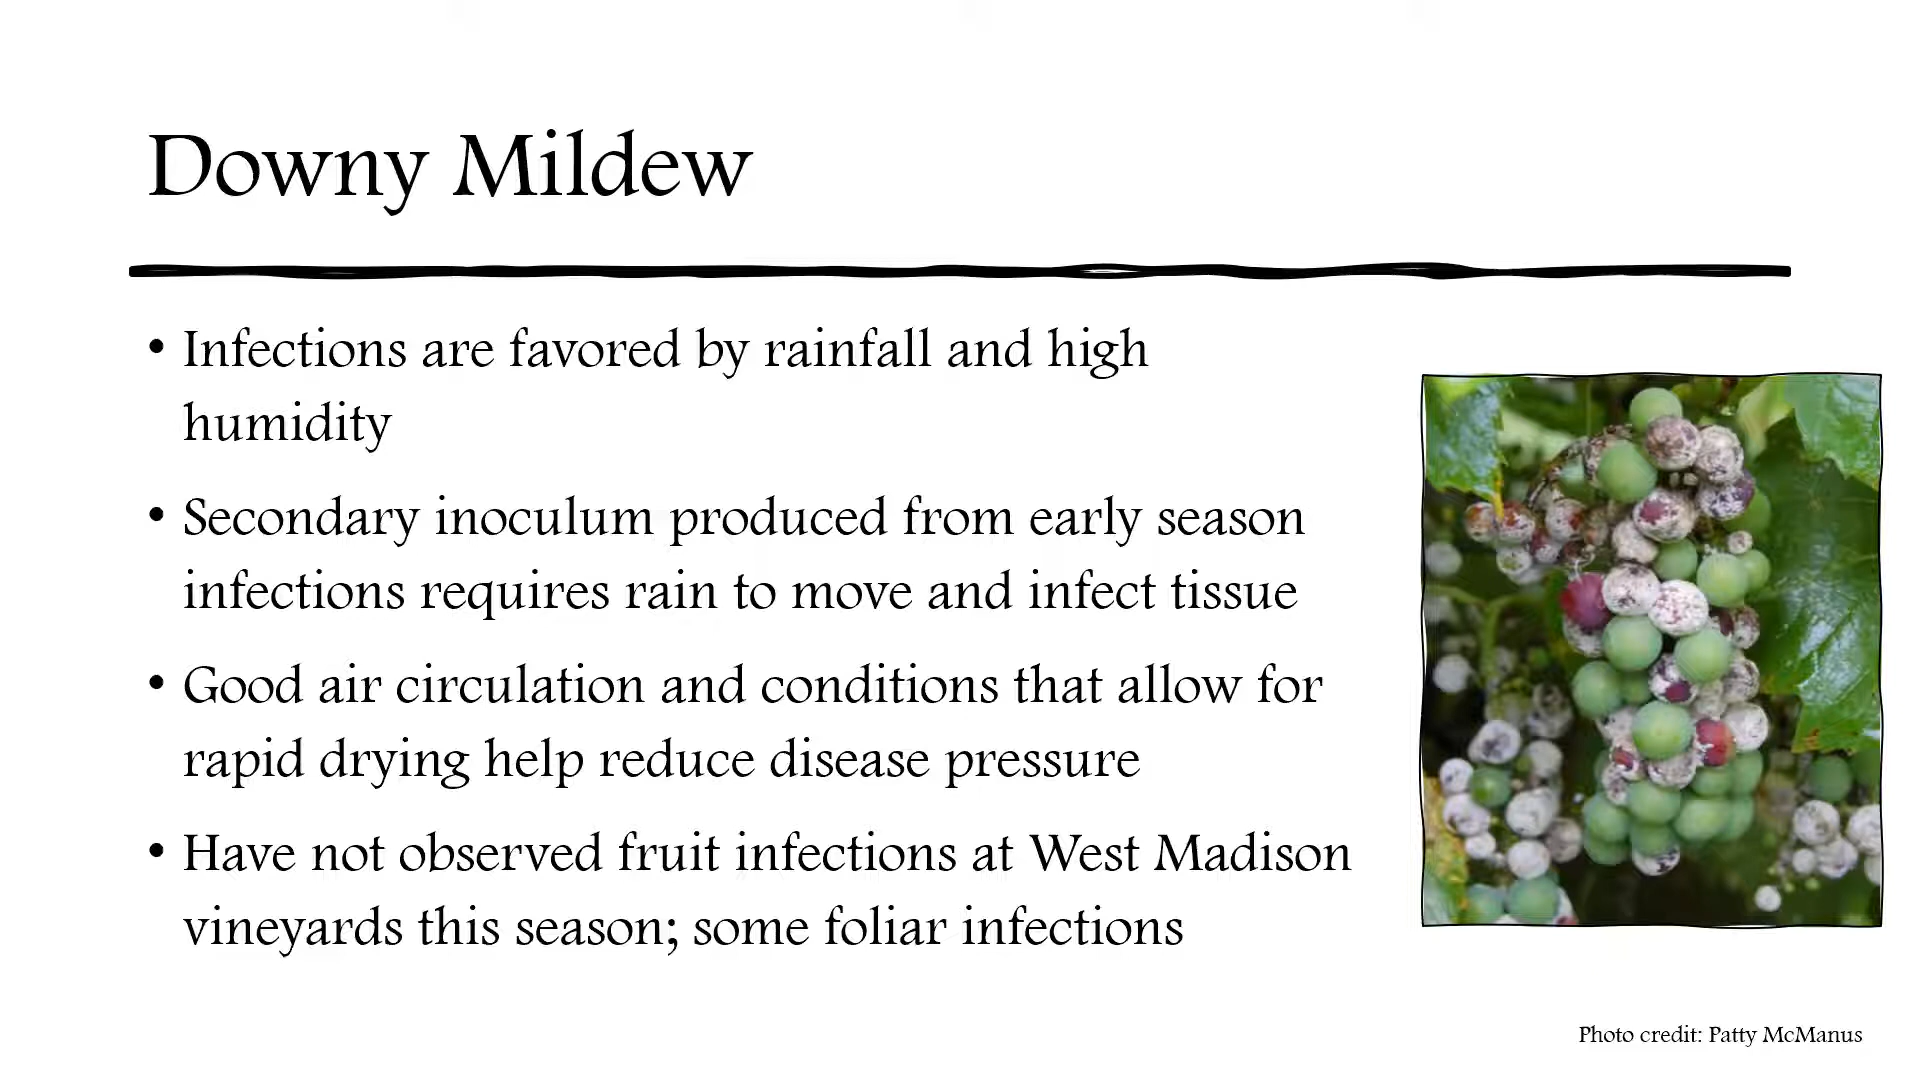 Downy Mildew
• Infections are favored by rainfall and high
humidity
• Secondary inoculum produced from early season
infections requires rain to move and infect tissue
• Good air circulation and conditions that allow for
rapid drying help reduce disease pressure
• Have not observed fruit infections at West Madison
vineyards this season; some foliar infections
Photo credit: Patty McManus